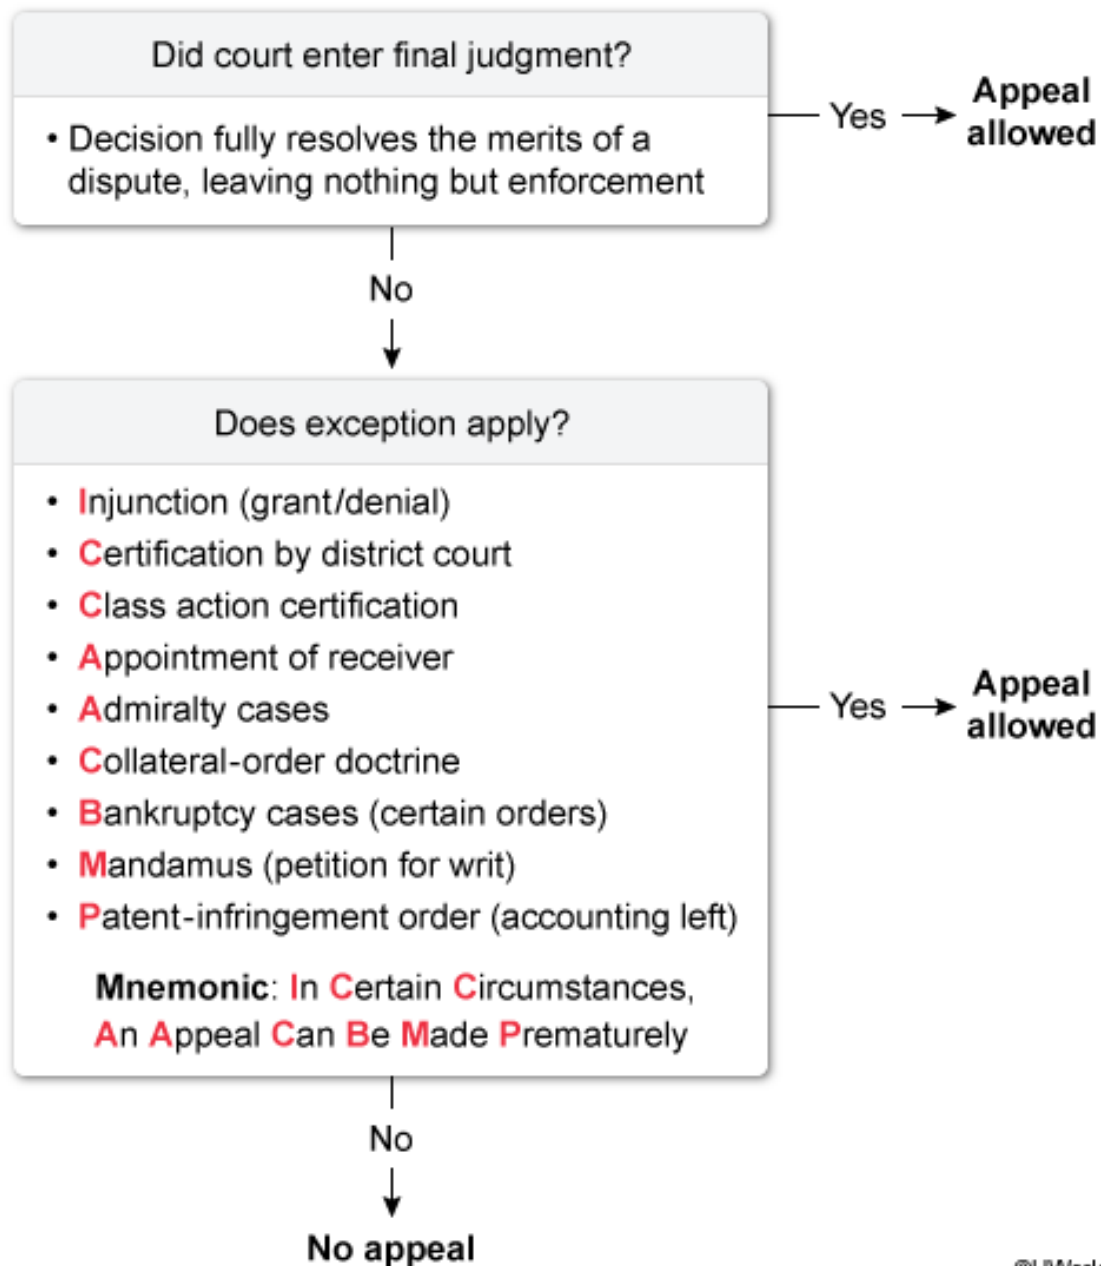 Did court enter final judgment?
• Decision fully resolves the merits of a
dispute, leaving nothing but enforcement
Yes
Appeal
allowed
No
Does exception apply?
• Injunction (grant/denial)
• Certification by district court
• Class action certification
• Appointment of receiver
• Admiralty cases
• Collateral-order doctrine
• Bankruptcy cases (certain orders)
• Mandamus (petition for writ)
• Patent-infringement order (accounting left)
Mnemonic: In Certain Circumstances,
An Appeal Can Be Made Prematurely
Yes
Appeal
allowed
No
No appeal